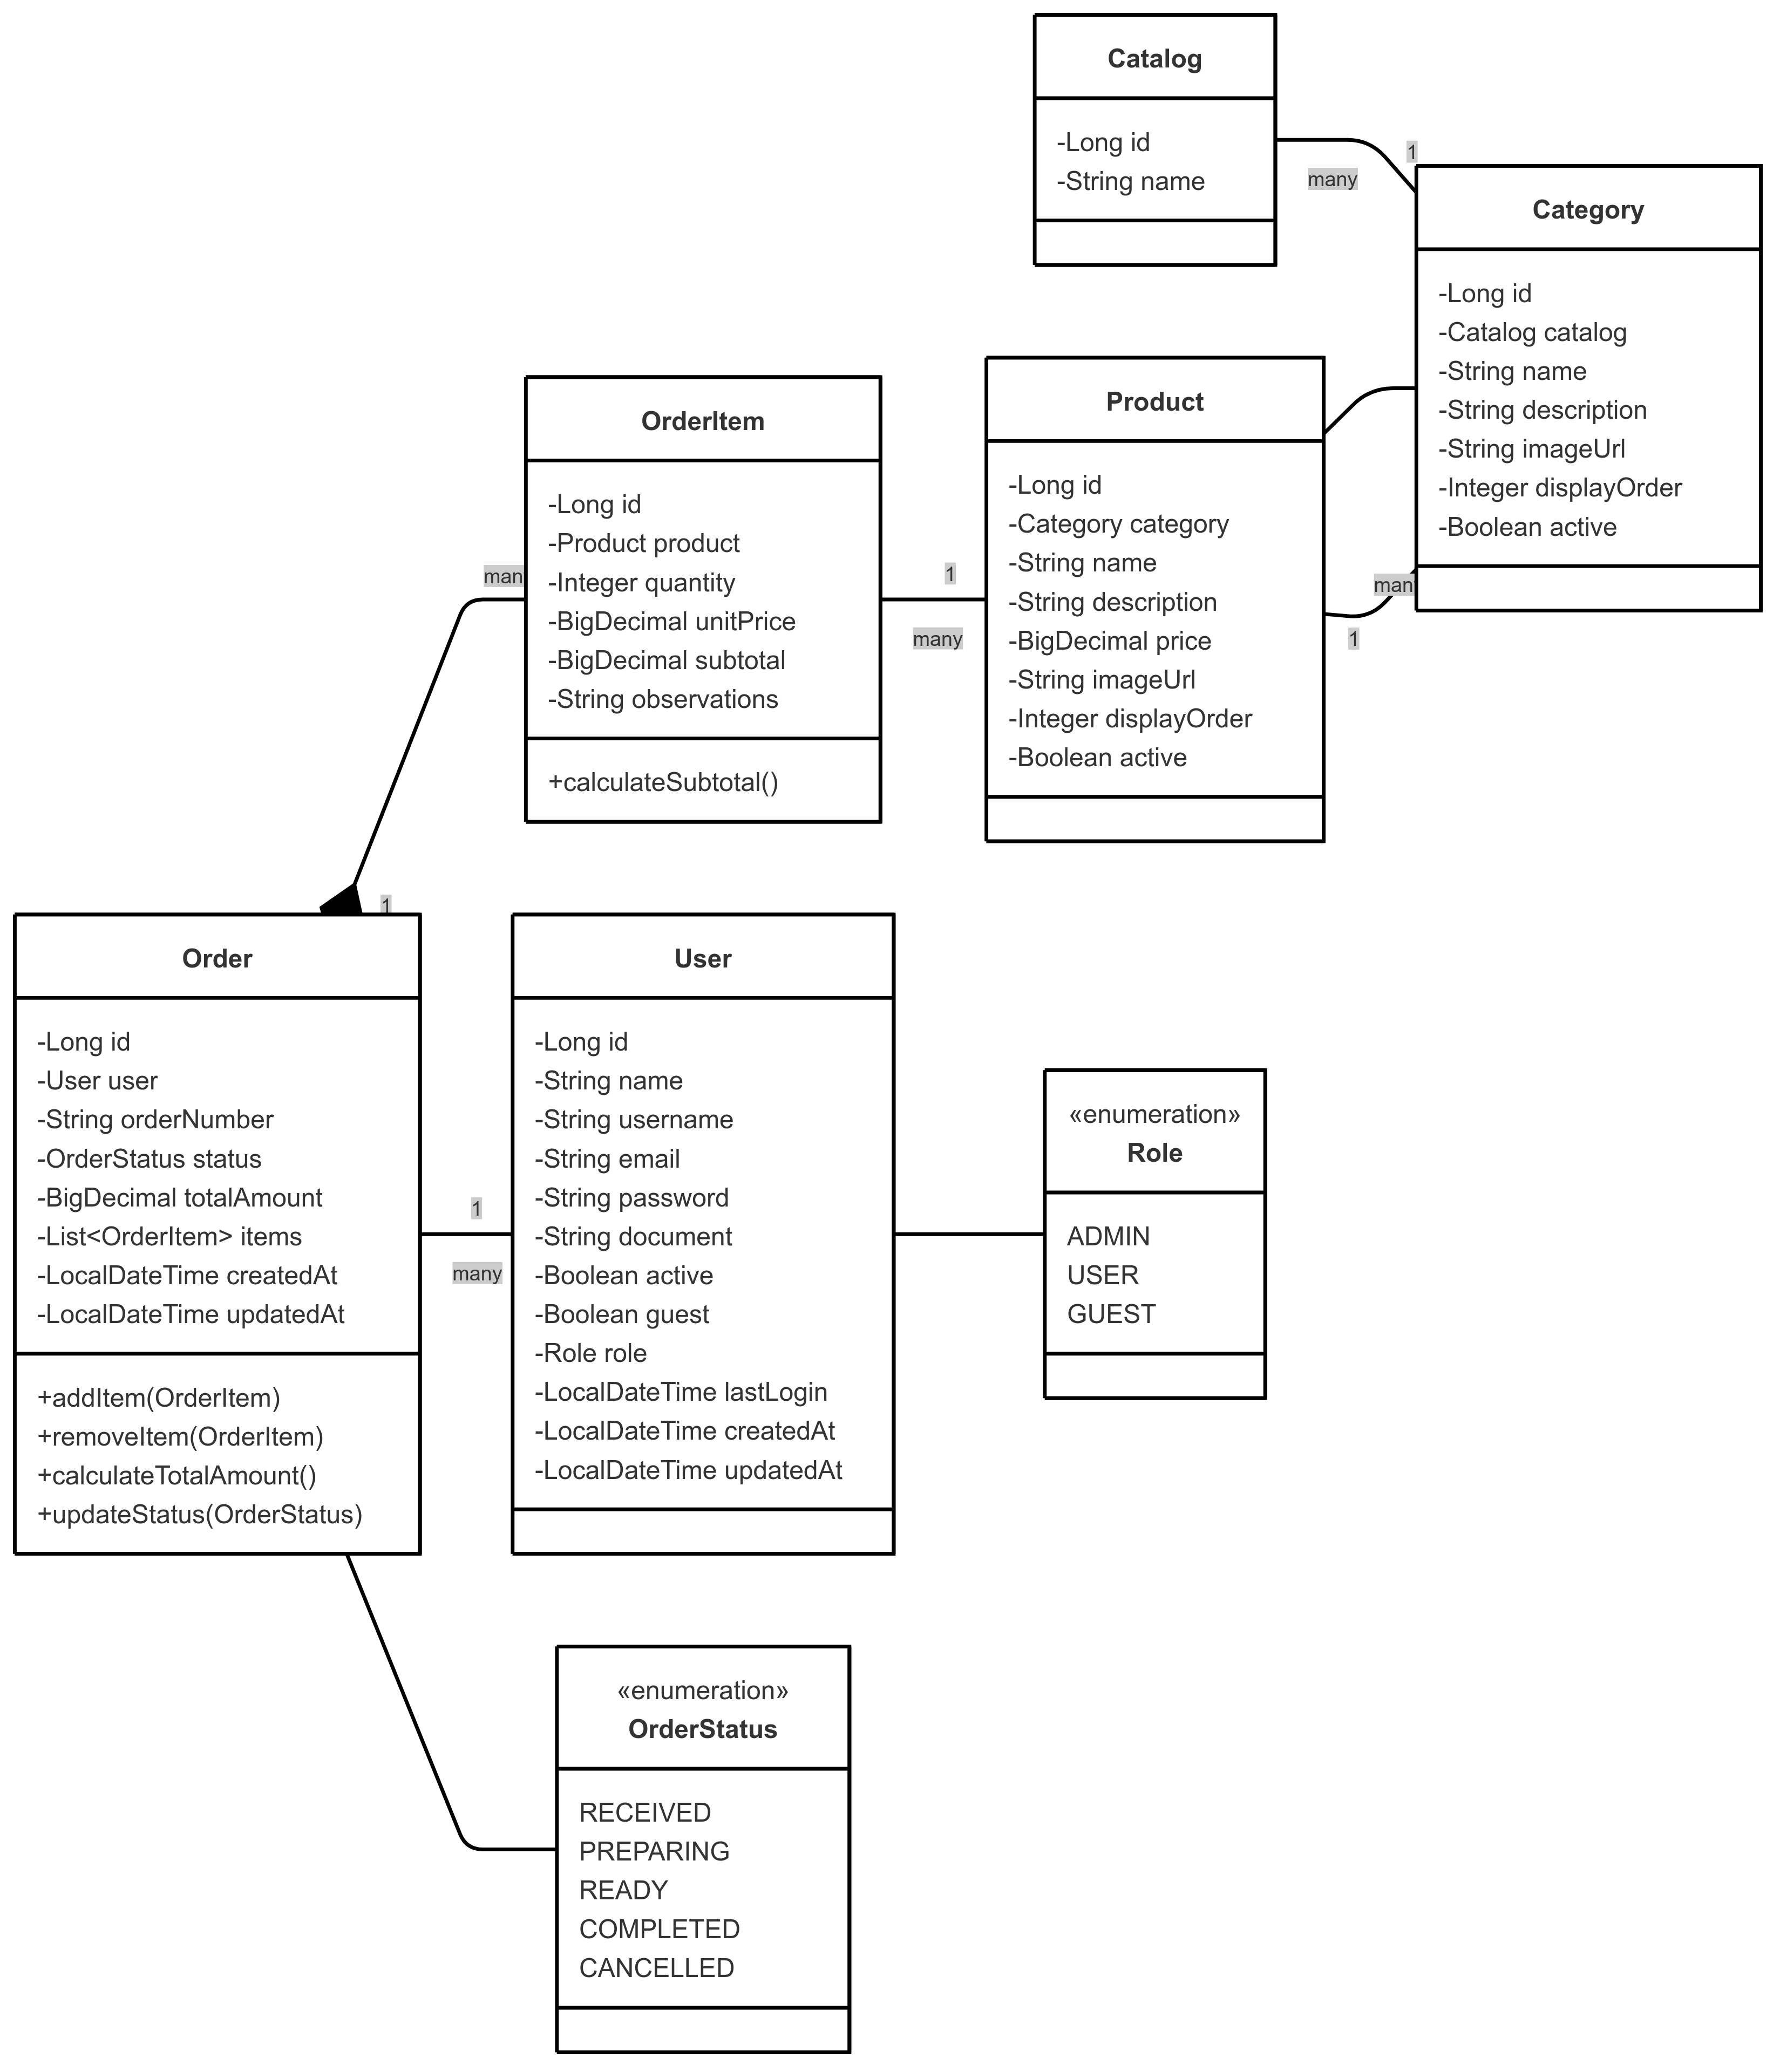 Catalog
-Long id
-String name
many
1
Category
-Long id
-Catalog catalog
-String name
-String description
-String imageUrl
-Integer displayOrder
-Boolean active
Product
-Long id
-Category category
-String name
-String description
-BigDecimal price
-String imageUrl
-Integer displayOrder
-Boolean active
many
1
OrderItem
-Long id
-Product product
-Integer quantity
-BigDecimal unitPrice
-BigDecimal subtotal
-String observations
+calculateSubtotal()
many
1
many
1
Order
-Long id
-User user
-String orderNumber
-OrderStatus status
-BigDecimal totalAmount
-List<OrderItem> items
-LocalDateTime createdAt
-LocalDateTime updatedAt
+addItem(OrderItem)
+removeItem(OrderItem)
+calculateTotalAmount()
+updateStatus(OrderStatus)
1
many
User
-Long id
-String name
-String username
-String email
-String password
-String document
-Boolean active
-Boolean guest
-Role role
-LocalDateTime lastLogin
-LocalDateTime createdAt
-LocalDateTime updatedAt
«enumeration»
Role
ADMIN
USER
GUEST
«enumeration»
OrderStatus
RECEIVED
PREPARING
READY
COMPLETED
CANCELLED